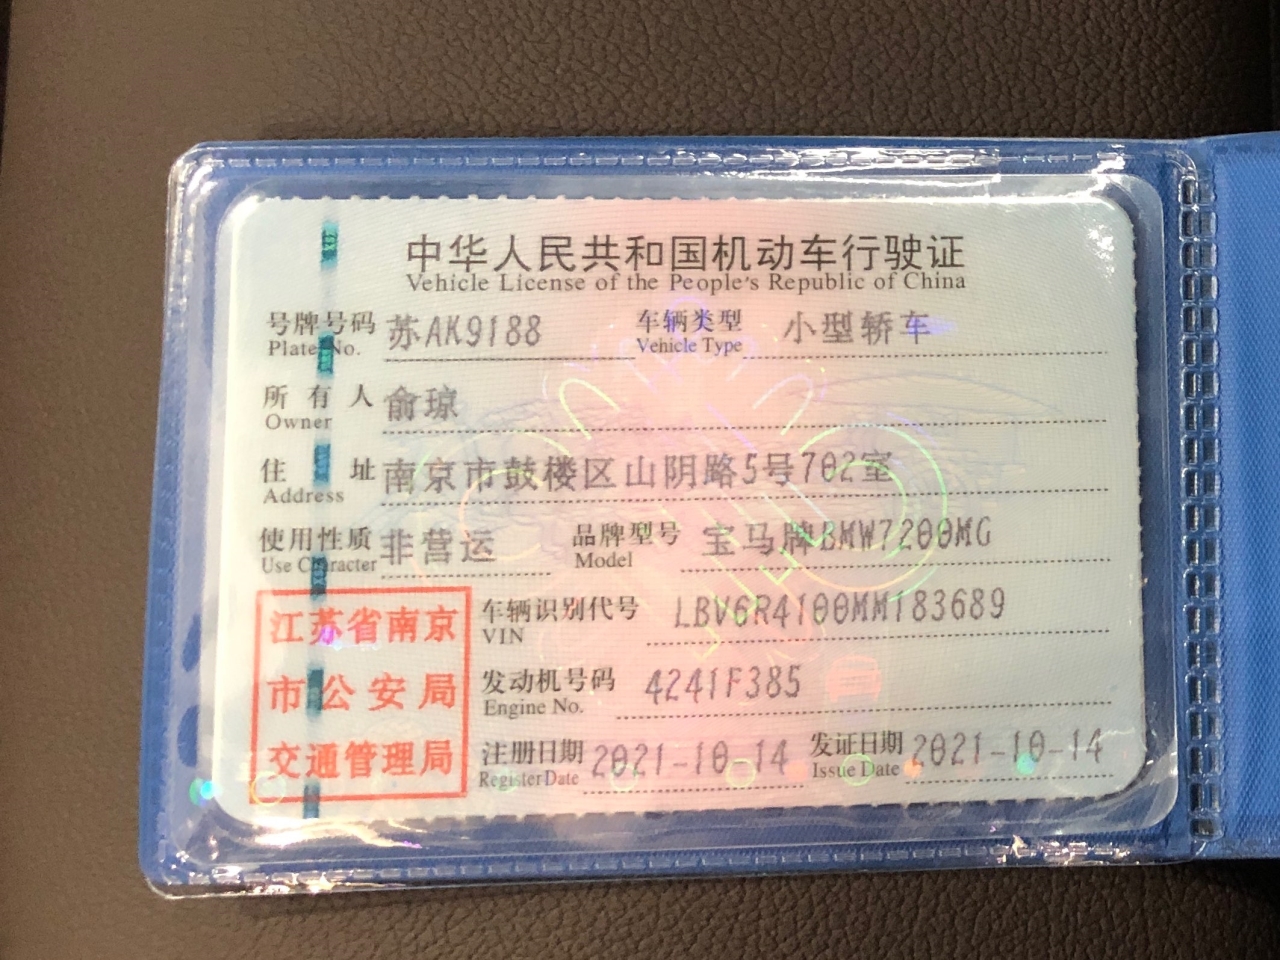 中华人民共和国机动车行驶证
Vehicle License of the People's Republic of China
号牌号码 苏AK9188 车辆类型 小型轿车
Plate No. Vehicle Type
所有人 俞琼
Owner
住址 南京市鼓楼区山阴路5号702室
Address
使用性质 非营运 品牌型号 宝马牌BMW7200MG
Use Character Model
江苏省南京
市公安局
交通管理局
车辆识别代号 LBV6R4100MM183689
VIN
发动机号码 4241F385
Engine No.
注册日期 2021-10-14 发证日期 2021-10-14
Register Date Issue Date